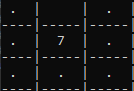 . .
. 7 .
. . .